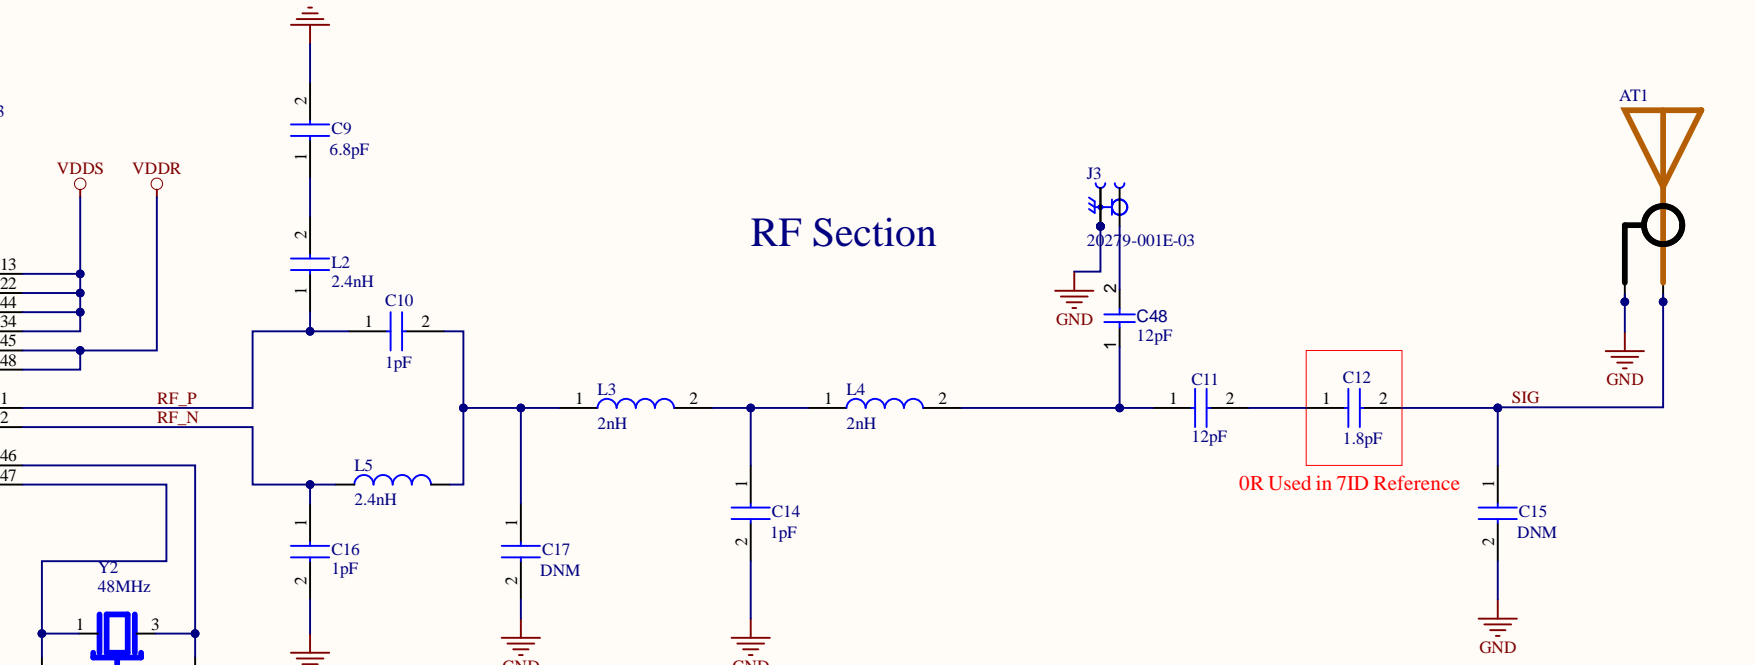 AT1
2
C9
6.8pF
1
VDDS
VDDR
J3
RF Section
2
20279-001E-03
13
L2
22
2.4nH
1
2
44
C10
GND
C48
34
1
2
12pF
45
1
48
1pF
C11
C12
GND
1
RF_P
L3
L4
1
2
1
2
1
2
1
2
SIG
2
RF_N
2nH
2nH
12pF
1.8pF
46
L5
47
2.4nH
0R Used in 7ID Reference
1
1
C14
C15
1
1pF
DNM
1
C16
2
C17
2
1pF
DNM
Y2
2
2
48MHz
1
3
GND
GND
GND